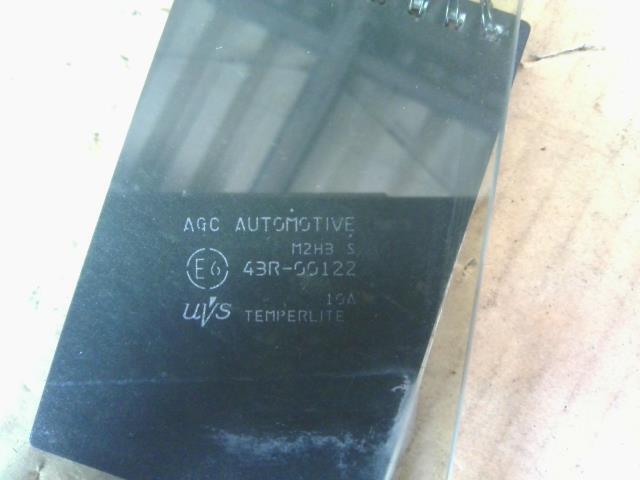 AGC AUTOMOTIVE
M2H3 S
E6 43R-00122
UVS 10A
TEMPERLITE